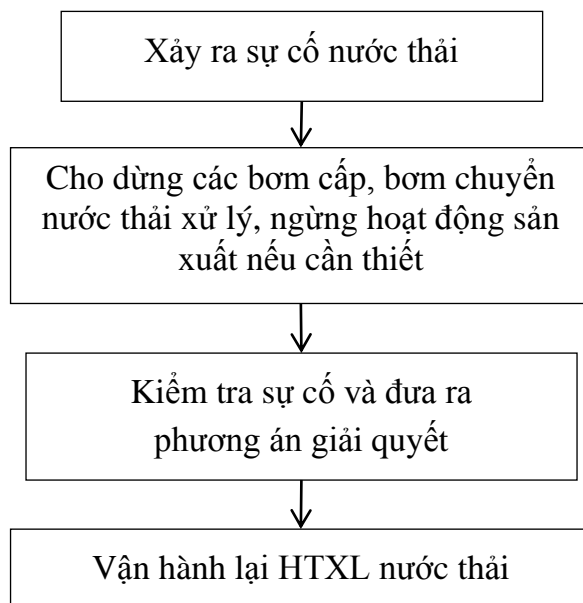 Xảy ra sự cố nước thải
Cho dừng các bơm cấp, bơm chuyển
nước thải xử lý, ngừng hoạt động sản
xuất nếu cần thiết
Kiểm tra sự cố và đưa ra
phương án giải quyết
Vận hành lại HTXL nước thải